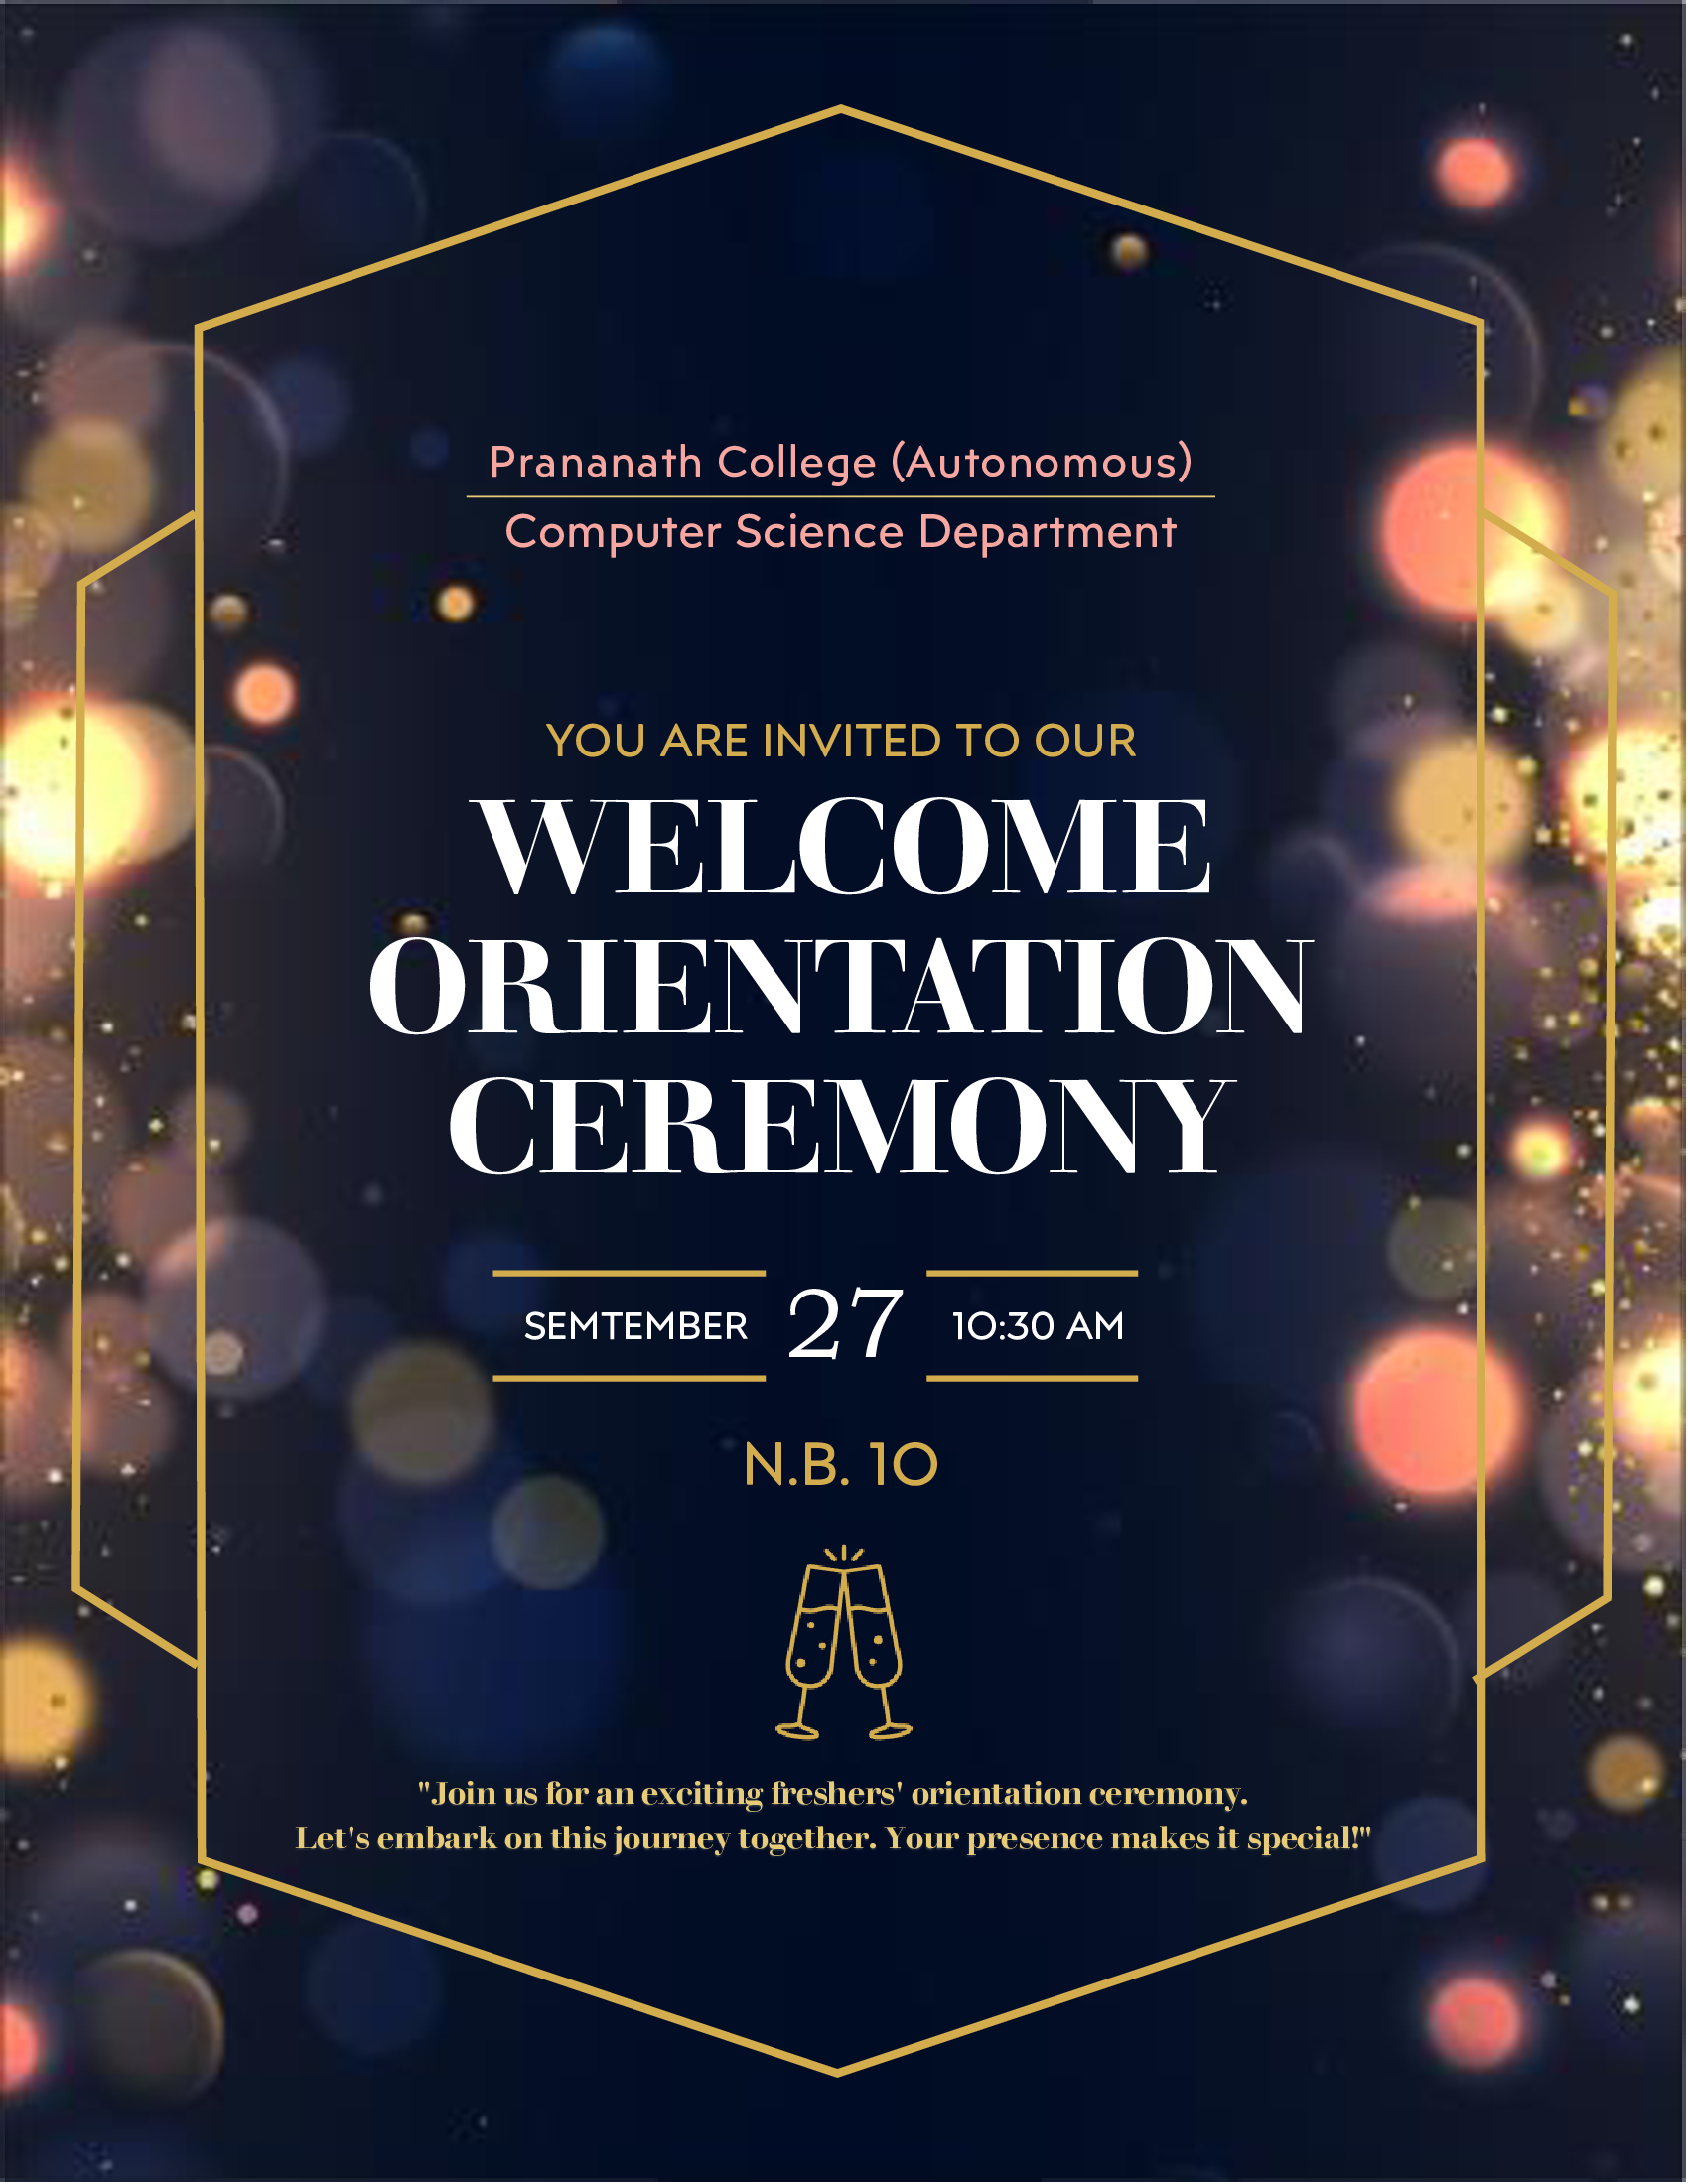 Prananath College (Autonomous)
Computer Science Department
YOU ARE INVITED TO OUR
WELCOME
ORIENTATION
CEREMONY
SEMTEMBER 27 10:30 AM
N.B. 10
"Join us for an exciting freshers' orientation ceremony.
Let's embark on this journey together. Your presence makes it special!"